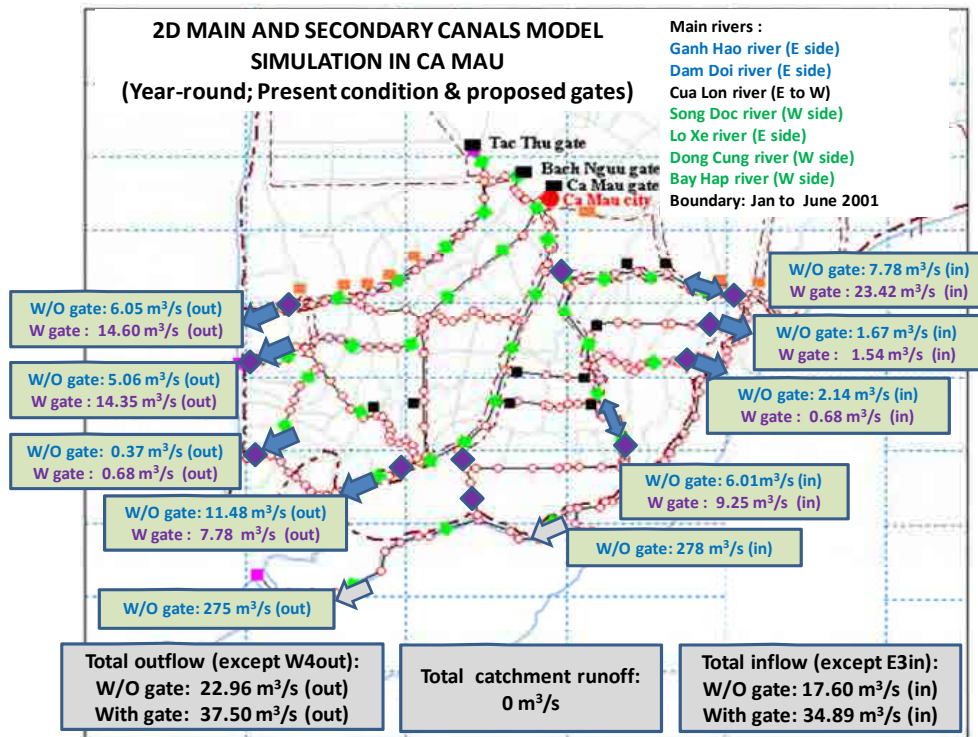 2D MAIN AND SECONDARY CANALS MODEL
SIMULATION IN CA MAU
(Year-round; Present condition & proposed gates)
Main rivers :
Ganh Hao river (E side)
Dam Doi river (E side)
Cua Lon river (E to W)
Song Doc river (W side)
Lo Xe river (E side)
Dong Cung river (W side)
Bay Hap river (W side)
Boundary: Jan to June 2001
Tac Thu gate
Bach Nguu gate
Ca Mau gate
Ca Mau city
W/O gate: 7.78 m³/s (in)
W gate : 23.42 m³/s (in)
W/O gate: 6.05 m³/s (out)
W gate : 14.60 m³/s (out)
W/O gate: 1.67 m³/s (in)
W gate : 1.54 m³/s (in)
W/O gate: 5.06 m³/s (out)
W gate : 14.35 m³/s (out)
W/O gate: 2.14 m³/s (in)
W gate : 0.68 m³/s (in)
W/O gate: 0.37 m³/s (out)
W gate : 0.68 m³/s (out)
W/O gate: 6.01m³/s (in)
W gate : 9.25 m³/s (in)
W/O gate: 11.48 m³/s (out)
W gate : 7.78 m³/s (out)
W/O gate: 278 m³/s (in)
W/O gate: 275 m³/s (out)
Total outflow (except W4out):
W/O gate: 22.96 m³/s (out)
With gate: 37.50 m³/s (out)
Total catchment runoff:
0 m³/s
Total inflow (except E3in):
W/O gate: 17.60 m³/s (in)
With gate: 34.89 m³/s (in)